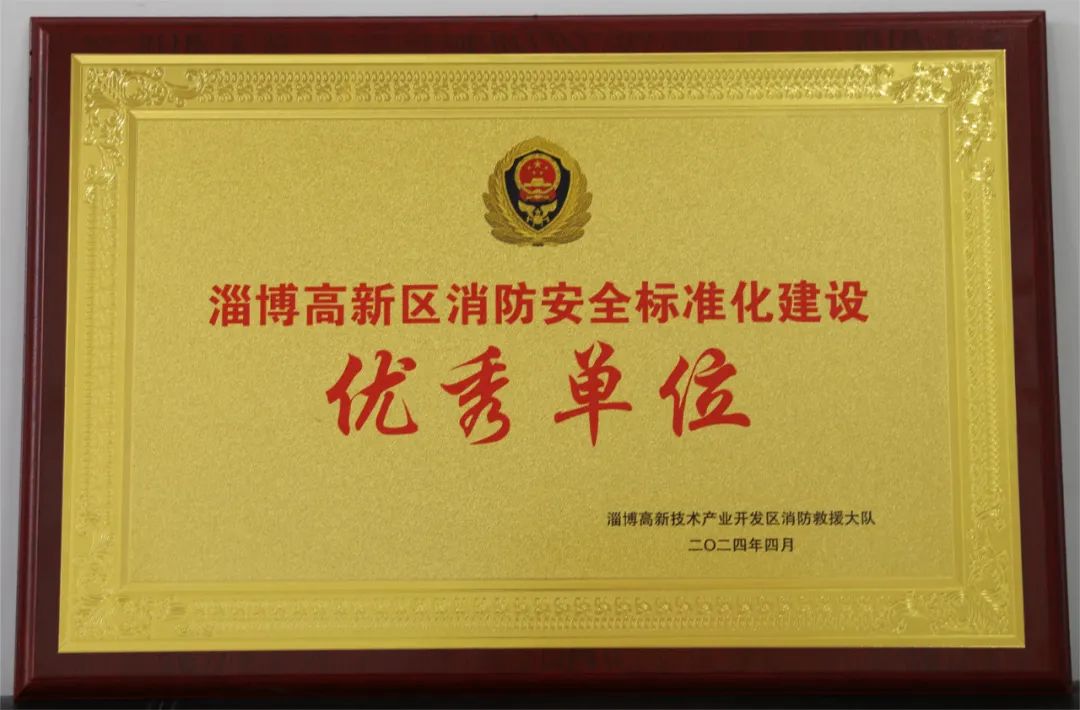 淄博高新区消防安全标准化建设
优秀单位
淄博高新技术产业开发区消防救援大队
二〇二四年四月